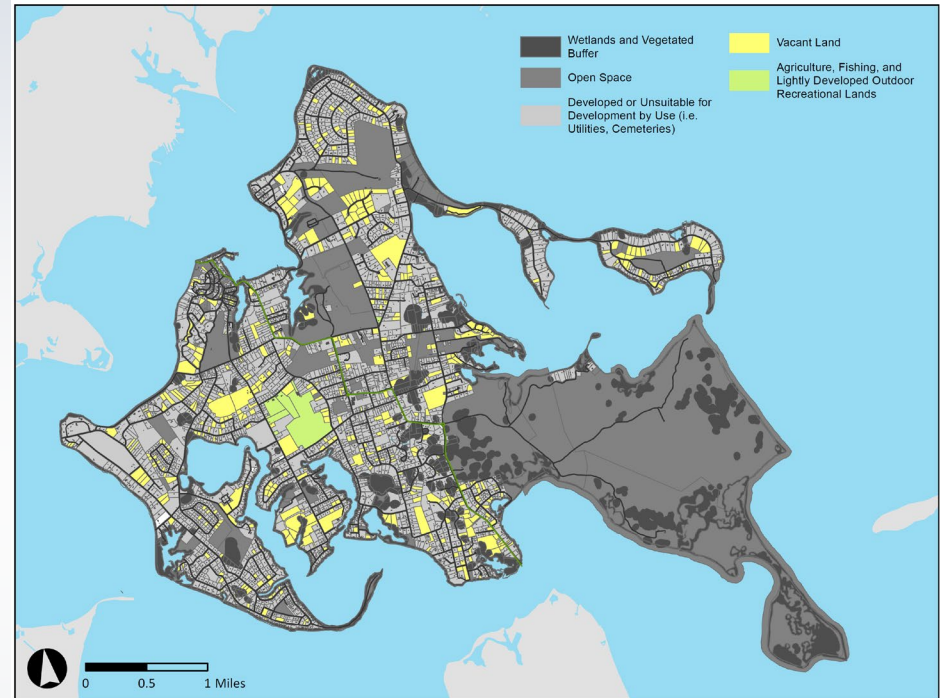 Wetlands and Vegetated
Buffer
Open Space
Developed or Unsuitable for
Development by Use (i.e.
Utilities, Cemeteries)
Vacant Land
Agriculture, Fishing, and
Lightly Developed Outdoor
Recreational Lands
0 0.5 1 Miles